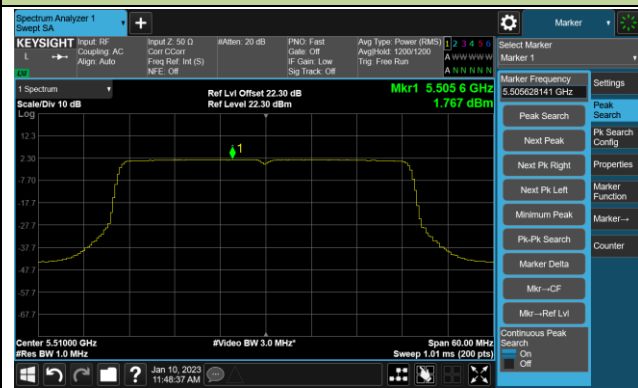 Spectrum Analyzer 1
Swept SA
Marker
KEYSIGHT
L
Input: RF
Coupling: AC
Align: Auto
Input Z: 50 Ω
Corr CCorr
Freq Ref: Int (S)
NFE: Off
#Atten: 20 dB
PNO: Fast
Gate: Off
IF Gain: Low
Sig Track: Off
Avg Type: Power (RMS)
Avg|Hold: 1200/1200
Trig: Free Run
1 2 3 4 5 6
A W W W W W
A N N N N N
Select Marker
Marker 1
1 Spectrum
Scale/Div 10 dB
Log
Ref Lvl Offset 22.30 dB
Ref Level 22.30 dBm
Mkr1 5.505 6 GHz
1.767 dBm
12.3
2.30
-7.70
-17.7
-27.7
-37.7
-47.7
-57.7
-67.7
1
Center 5.51000 GHz
#Res BW 1.0 MHz
#Video BW 3.0 MHz*
Span 60.00 MHz
Sweep 1.01 ms (200 pts)
Marker Frequency
5.505628141 GHz
Peak Search
Next Peak
Next Pk Right
Next Pk Left
Minimum Peak
Pk-Pk Search
Marker Delta
Mkr→CF
Mkr→Ref Lvl
Continuous Peak
Search
On
Off
Settings
Peak
Search
Pk Search
Config
Properties
Marker
Function
Marker→
Counter
?
Jan 10, 2023
11:48:37 AM